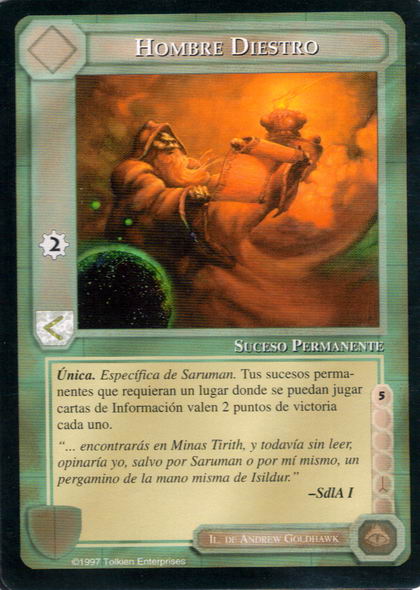 HOMBRE DIESTRO
2
SUCESO PERMANENTE
Única. Específica de Saruman. Tus sucesos perma-
nentes que requieran un lugar donde se puedan jugar
cartas de Información valen 2 puntos de victoria
cada uno.
5
“... encontrarás en Minas Tirith, y todavía sin leer,
opinaría yo, salvo por Saruman o por mí mismo, un
pergamino de la mano misma de Isildur.”
–SdlA I
IL. DE ANDREW GOLDHAWK
©1997 Tolkien Enterprises